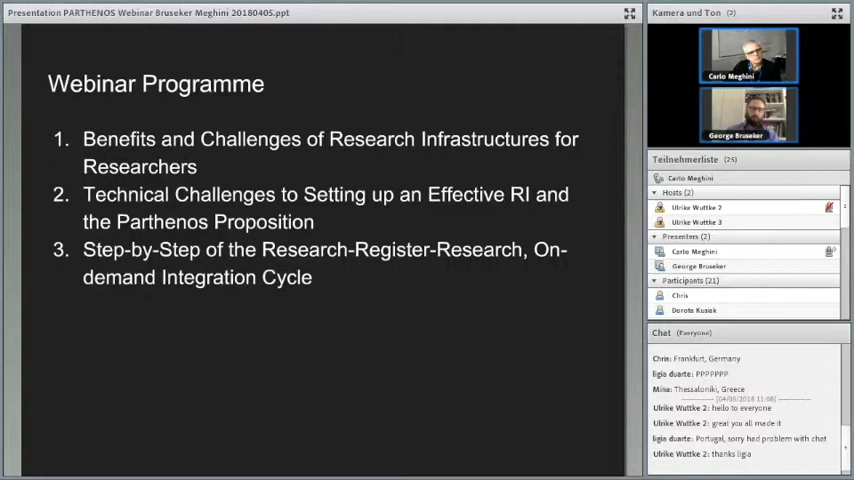 Presentation PARTHENOS Webinar Bruseker Meghini 20180405.ppt
Webinar Programme
1. Benefits and Challenges of Research Infrastructures for
Researchers
2. Technical Challenges to Setting up an Effective RI and
the Parthenos Proposition
3. Step-by-Step of the Research-Register-Research, On-
demand Integration Cycle
Kamera und Ton (2)
Carlo Meghini
George Bruseker
Teilnehmerliste (25)
Carlo Meghini
Hosts (2)
Ulrike Wuttke 2
Ulrike Wuttke 3
Presenters (2)
Carlo Meghini
George Bruseker
Participants (21)
Chris
Dorota Kusiak
Chat (Everyone)
Chris: Frankfurt, Germany
ligia duarte: PPPPPPP
Mina: Thessaloniki, Greece
------------- (04/05/2018 11:08) -------------
Ulrike Wuttke 2: hello to everyone
Ulrike Wuttke 2: great you all made it
ligia duarte: Portugal, sorry had problem with chat
Ulrike Wuttke 2: thanks ligia